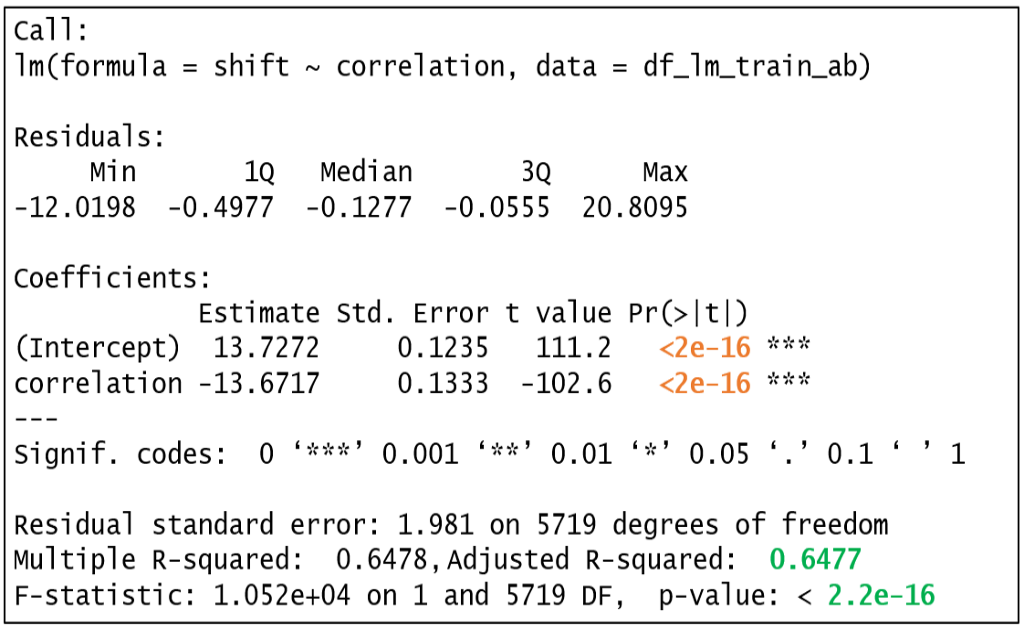 Call:
lm(formula = shift ~ correlation, data = df_lm_train_ab)
Residuals:
Min 1Q Median 3Q Max
-12.0198 -0.4977 -0.1277 -0.0555 20.8095
Coefficients:
Estimate Std. Error t value Pr(>|t|)
(Intercept) 13.7272 0.1235 111.2 <2e-16 ***
correlation -13.6717 0.1333 -102.6 <2e-16 ***
---
Signif. codes: 0 ‘***’ 0.001 ‘**’ 0.01 ‘*’ 0.05 ‘.’ 0.1 ‘ ’ 1
Residual standard error: 1.981 on 5719 degrees of freedom
Multiple R-squared: 0.6478, Adjusted R-squared: 0.6477
F-statistic: 1.052e+04 on 1 and 5719 DF, p-value: < 2.2e-16